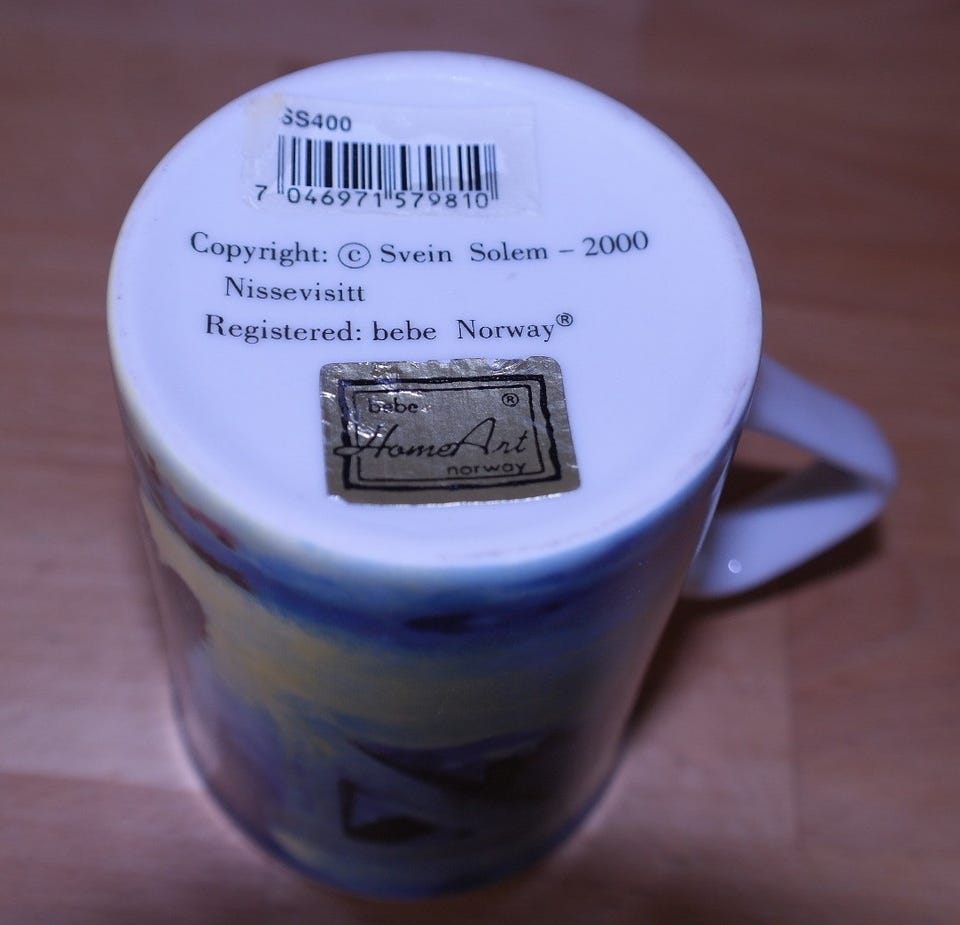 SS400
7 046971 579810
Copyright: © Svein Solem – 2000
Nissevisitt
Registered: bebe Norway®
bebe ®
HomeArt
norway